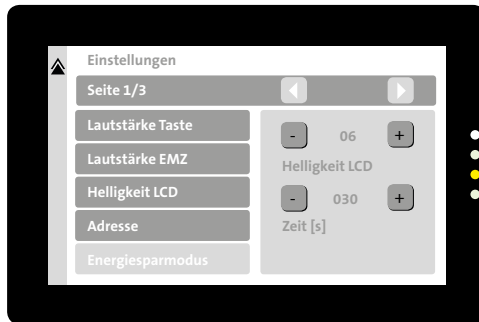 Einstellungen
Seite 1/3
Lautstärke Taste
Lautstärke EMZ
Helligkeit LCD
Adresse
Energiesparmodus
- 06 +
Helligkeit LCD
- 030 +
Zeit [s]